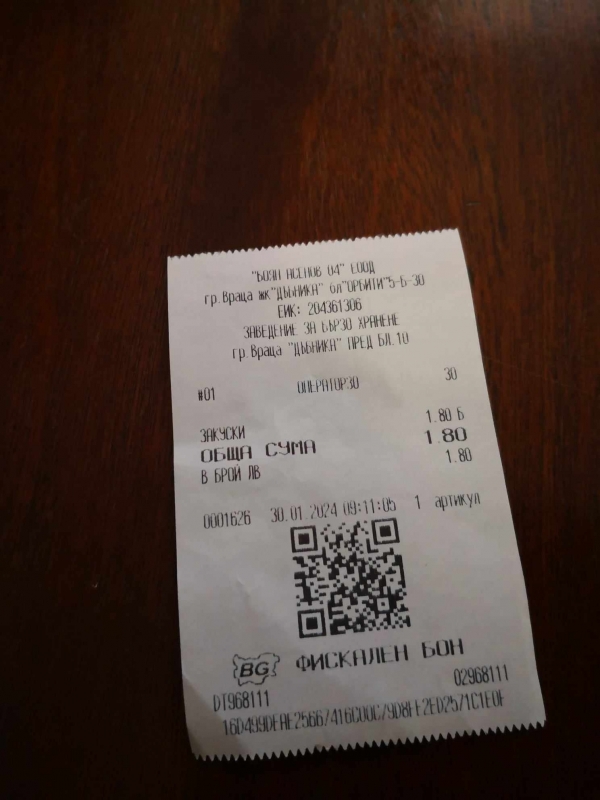 "БОЯН АСЕНОВ 04" ЕООД
гр.Враца жк"ДЪБНИКА" бл"ОРБИТИ"5-Б-30
ЕИК: 204361306
ЗАВЕДЕНИЕ ЗА БЪРЗО ХРАНЕНЕ
гр.Враца "ДЪБНИКА" ПРЕД БЛ.10
#01 ОПЕРАТОР30 30
ЗАКУСКИ 1.80 Б
ОБЩА СУМА 1.80
В БРОЙ ЛВ 1.80
0001626 30.01.2024 09:11:05 1 артикул
BG ФИСКАЛЕН БОН
DT968111 02968111